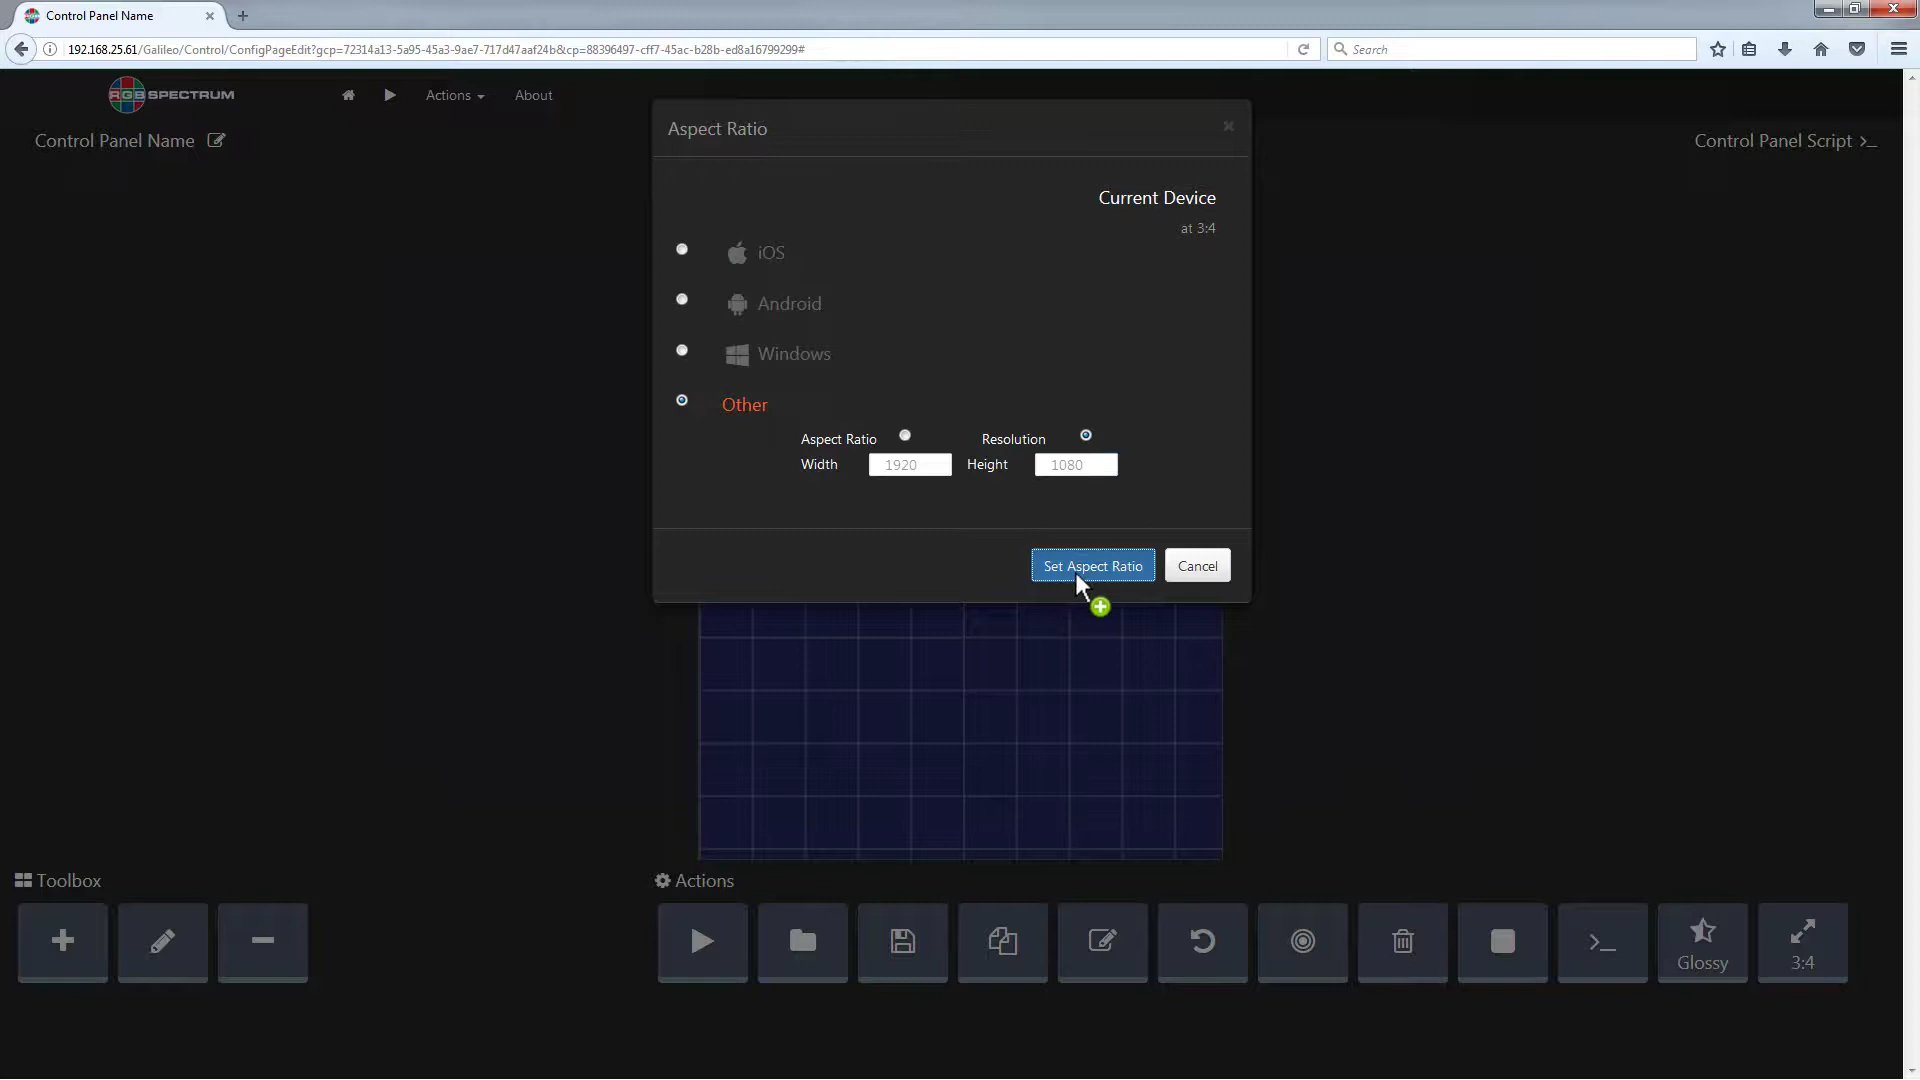 Control Panel Name
192.168.25.61/Galileo/Control/ConfigPageEdit?gcp=72314a13-5a95-45a3-9ae7-717d47aaf24b&cp=88396497-cff7-45ac-b28b-ed8a16799299#
Search
RGB SPECTRUM
Actions
About
Control Panel Name
Control Panel Script >_
Aspect Ratio
Current Device
at 3:4
iOS
Android
Windows
Other
Aspect Ratio
Resolution
Width 1920 Height 1080
Set Aspect Ratio
Cancel
Toolbox
Actions
Glossy
3:4